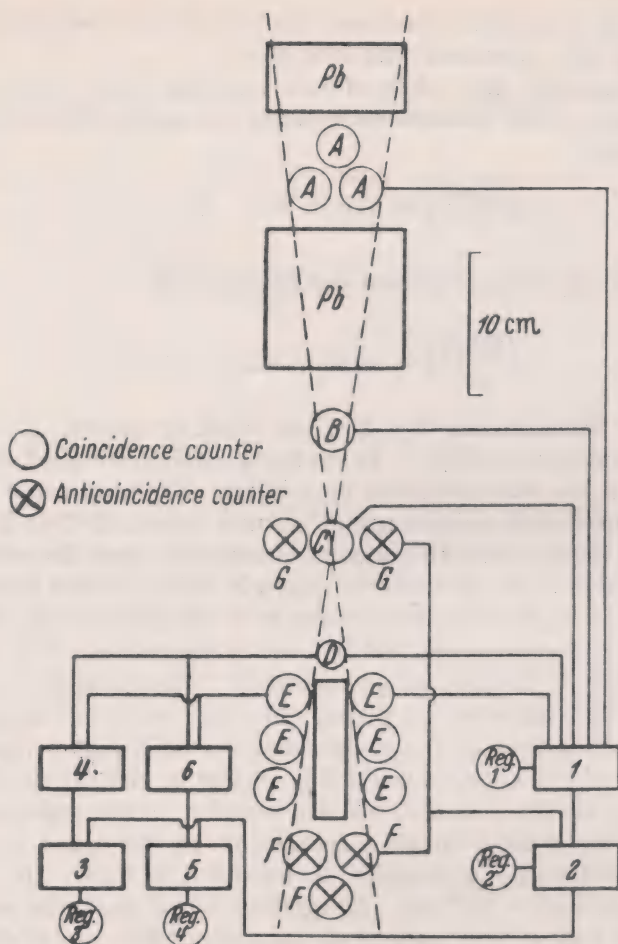 Pb
A
A A
Pb
10 cm
B
Coincidence counter
Anticoincidence counter
C
G G
D
E E
E E
E E
4. 6 Reg. 1 1
F F
F
3 5 Reg. 2 2
Reg. 3 Reg. 4